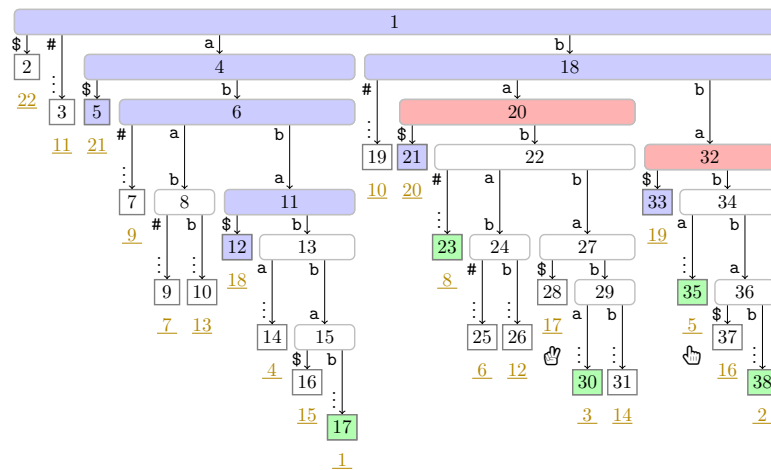 1
$ # a b
2 4 18
⋮ $ b # a b
22
3 5 6 20
# a b ⋮ $ b a
11 21
19 21 22 32
⋮ b a # a b $ b
10 20
7 8 11 33 34
# b $ b ⋮ b a
9 19
12 13 23 24 27
⋮ ⋮ a b # b $ b ⋮ a
18 8
9 10 28 29 35 36
⋮ a ⋮ ⋮ a b $ b
7 13 17 5
14 15 25 26 37
$ b ⋮ ⋮ ⋮
4 6 12 16
16 30 31 38
⋮
15 3 14 2
17
1